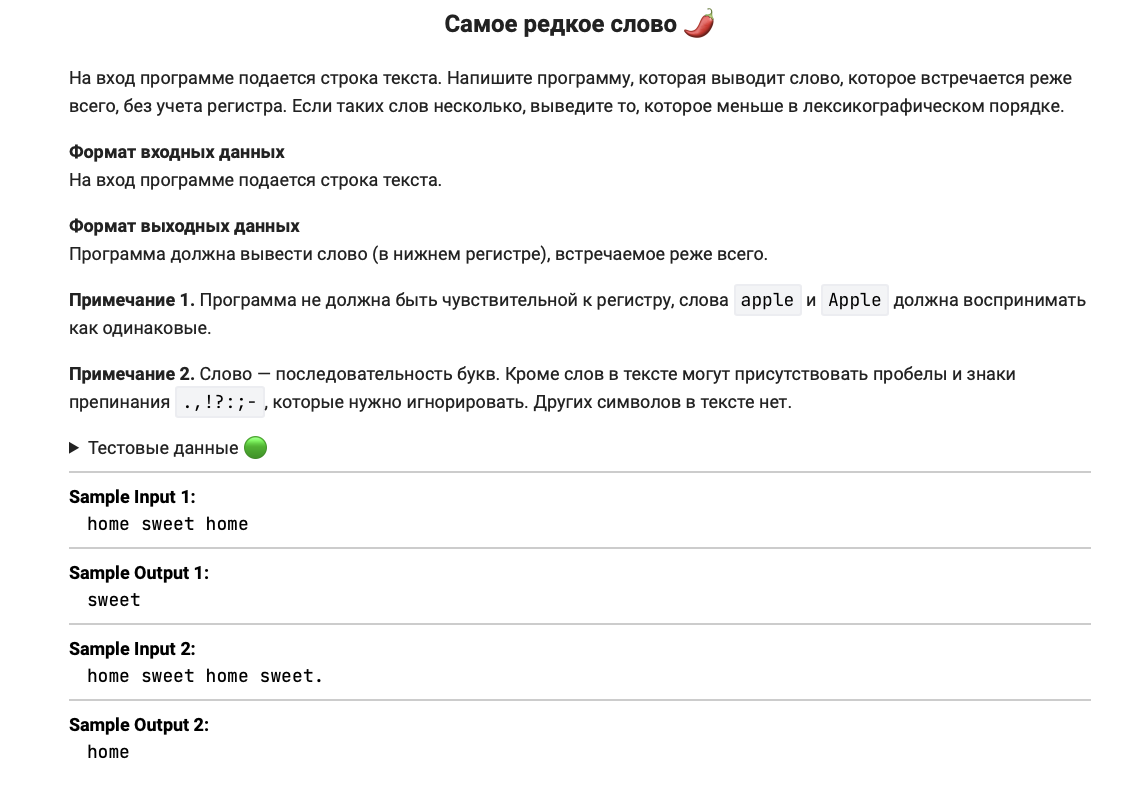 Самое редкое слово 🌶️
На вход программе подается строка текста. Напишите программу, которая выводит слово, которое встречается реже
всего, без учета регистра. Если таких слов несколько, выведите то, которое меньше в лексикографическом порядке.
Формат входных данных
На вход программе подается строка текста.
Формат выходных данных
Программа должна вывести слово (в нижнем регистре), встречаемое реже всего.
Примечание 1. Программа не должна быть чувствительной к регистру, слова apple и Apple должна воспринимать
как одинаковые.
Примечание 2. Слово — последовательность букв. Кроме слов в тексте могут присутствовать пробелы и знаки
препинания .,!?:;- , которые нужно игнорировать. Других символов в тексте нет.
▶ Тестовые данные 🟢
Sample Input 1:
home sweet home
Sample Output 1:
sweet
Sample Input 2:
home sweet home sweet.
Sample Output 2:
home